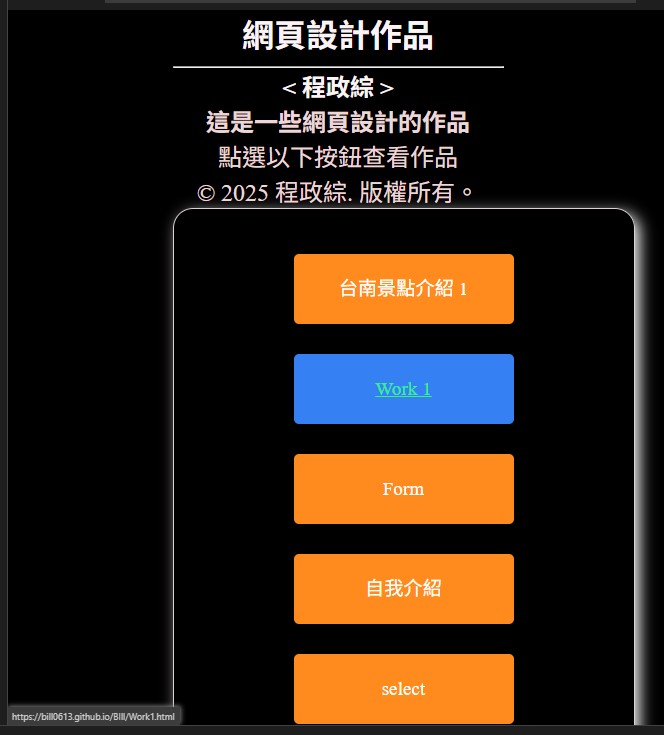 網頁設計作品
< 程政綜 >
這是一些網頁設計的作品
點選以下按鈕查看作品
© 2025 程政綜. 版權所有。
台南景點介紹 1
Work 1
Form
自我介紹
select
https://bill0613.github.io/Bill/Work1.html